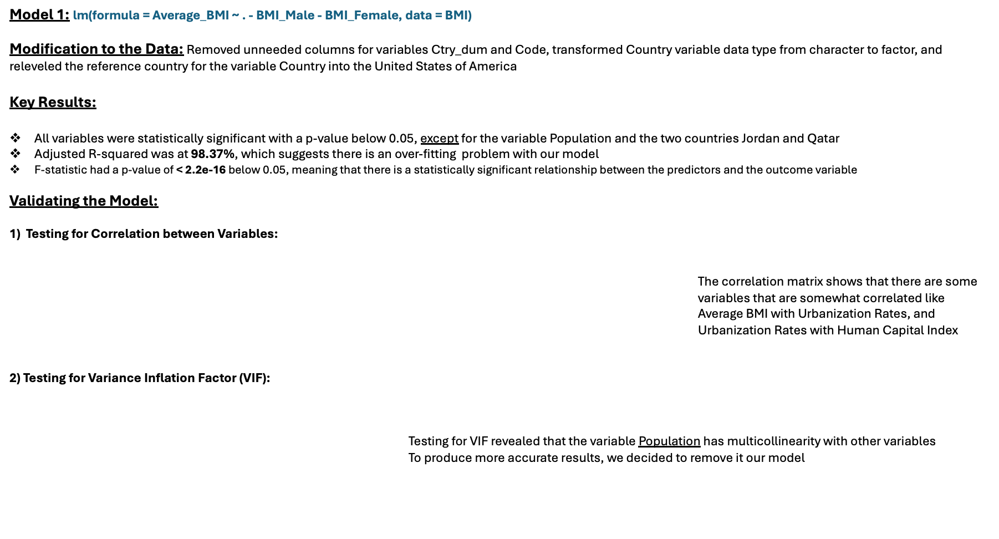 Model 1: lm(formula = Average_BMI ~ . - BMI_Male - BMI_Female, data = BMI)
Modification to the Data: Removed unneeded columns for variables Ctry_dum and Code, transformed Country variable data type from character to factor, and
releveled the reference country for the variable Country into the United States of America
Key Results:
❖ All variables were statistically significant with a p-value below 0.05, except for the variable Population and the two countries Jordan and Qatar
❖ Adjusted R-squared was at 98.37%, which suggests there is an over-fitting problem with our model
❖ F-statistic had a p-value of < 2.2e-16 below 0.05, meaning that there is a statistically significant relationship between the predictors and the outcome variable
Validating the Model:
1) Testing for Correlation between Variables:
The correlation matrix shows that there are some
variables that are somewhat correlated like
Average BMI with Urbanization Rates, and
Urbanization Rates with Human Capital Index
2) Testing for Variance Inflation Factor (VIF):
Testing for VIF revealed that the variable Population has multicollinearity with other variables
To produce more accurate results, we decided to remove it our model